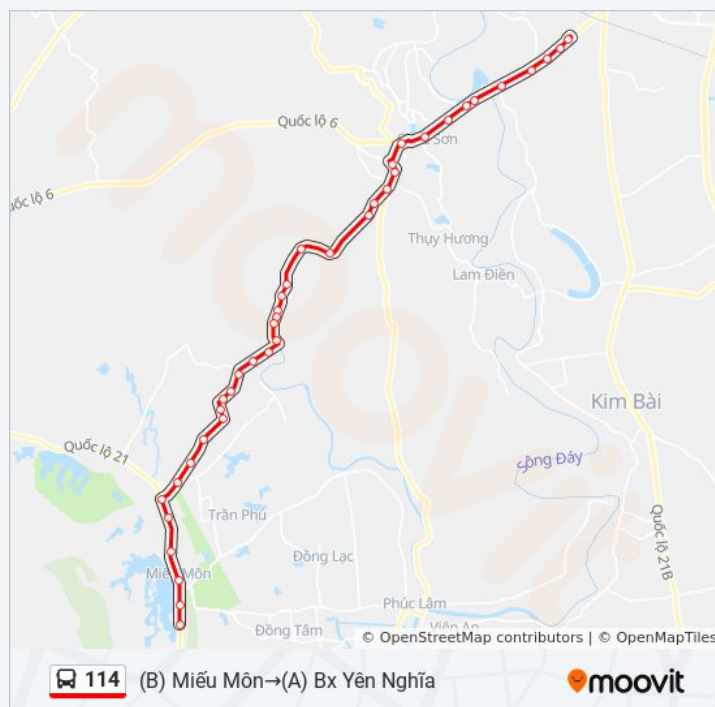 Quốc lộ 6
Sơn
uốc lộ 6
Thụy Hương
Lam Điền
Kim Bài
Quốc lộ 21
Sông Đáy
Trần Phú
Quốc lộ 21B
Đồng Lạc
Miếu Môn
Phúc Lâm
Đồng Tâm
Viên An
© OpenStreetMap contributors | © OpenMapTiles
114 (B) Miếu Môn→(A) Bx Yên Nghĩa
moovit
moovit